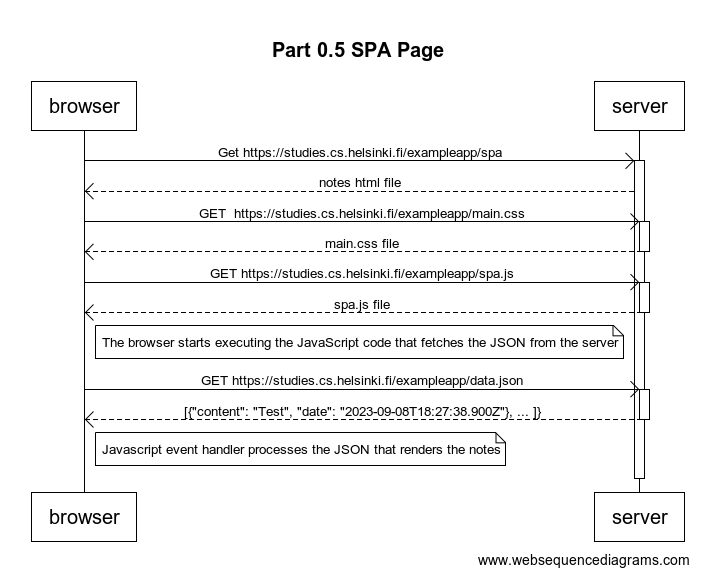 Part 0.5 SPA Page
browser
server
Get https://studies.cs.helsinki.fi/exampleapp/spa
notes html file
GET  https://studies.cs.helsinki.fi/exampleapp/main.css
main.css file
GET https://studies.cs.helsinki.fi/exampleapp/spa.js
spa.js file
The browser starts executing the JavaScript code that fetches the JSON from the server
GET https://studies.cs.helsinki.fi/exampleapp/data.json
[{"content": "Test", "date": "2023-09-08T18:27:38.900Z"}, ... ]}
Javascript event handler processes the JSON that renders the notes
browser
server
www.websequencediagrams.com